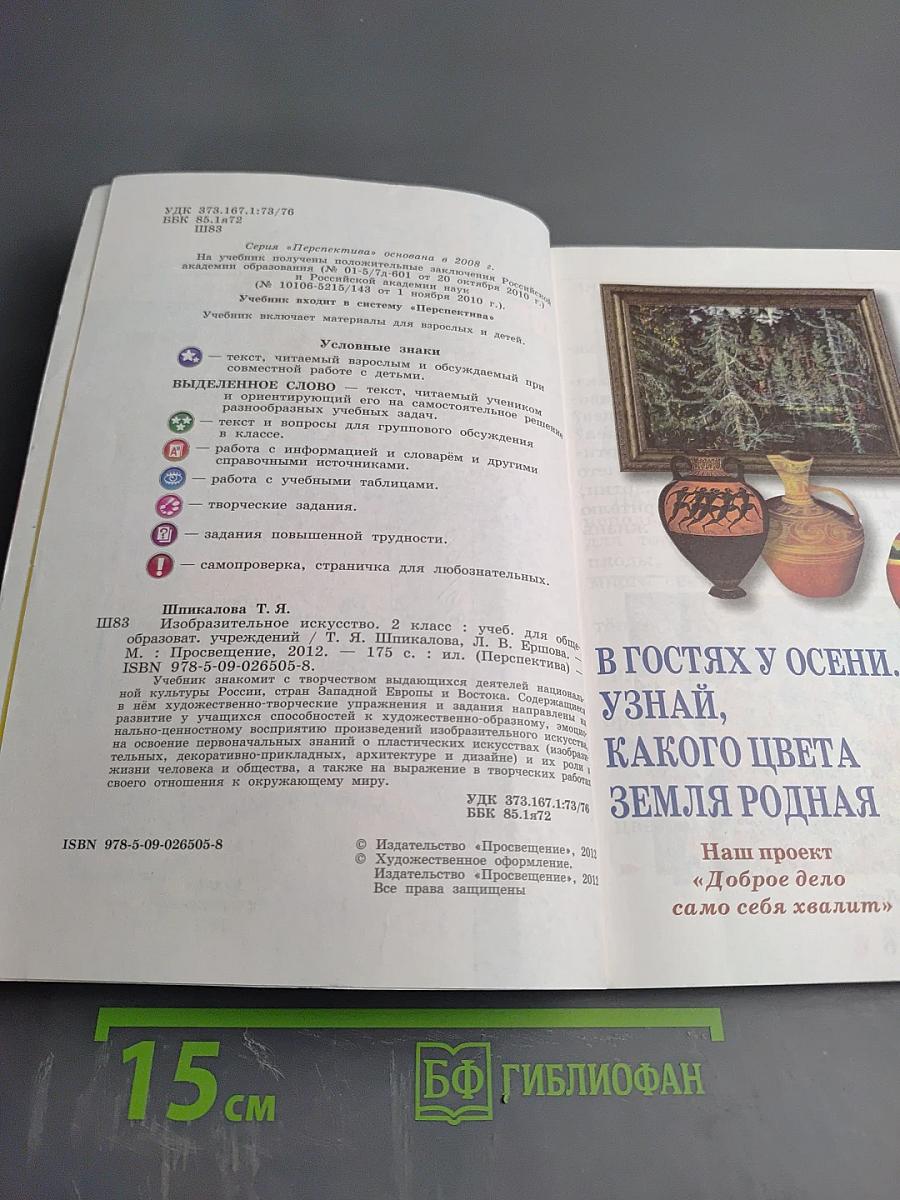 УДК 373.167.1:73/76
ББК 85.1я72
Ш83
Серия «Перспектива» основана в 2008 г.
На учебник получены положительные заключения Российской
академии образования (№ 01-5/7д-601 от 20 октября 2010 г.)
и Российской академии наук
(№ 10106-5215/143 от 1 ноября 2010 г.).
Учебник входит в систему «Перспектива»
Учебник включает материалы для взрослых и детей.
Условные знаки
— текст, читаемый взрослым и обсуждаемый при
совместной работе с детьми.
ВЫДЕЛЕННОЕ СЛОВО — текст, читаемый учеником
и ориентирующий его на самостоятельное решение
разнообразных учебных задач.
— текст и вопросы для группового обсуждения
в классе.
— работа с информацией и словарём и другими
справочными источниками.
— работа с учебными таблицами.
— творческие задания.
— задания повышенной трудности.
— самопроверка, страничка для любознательных.
Шпикалова Т. Я.
Ш83 Изобразительное искусство. 2 класс : учеб. для обще-
образоват. учреждений / Т. Я. Шпикалова, Л. В. Ершова. —
М. : Просвещение, 2012. — 175 с. : ил. (Перспектива) —
ISBN 978-5-09-026505-8.
Учебник знакомит с творчеством выдающихся деятелей националь-
ной культуры России, стран Западной Европы и Востока. Содержащиеся
в нём художественно-творческие упражнения и задания направлены на
развитие у учащихся способностей к художественно-образному, эмоцио-
нально-ценностному восприятию произведений изобразительного искусства,
на освоение первоначальных знаний о пластических искусствах (изобрази-
тельных, декоративно-прикладных, архитектуре и дизайне) и их роли в
жизни человека и общества, а также на выражение в творческих работах
своего отношения к окружающему миру.
УДК 373.167.1:73/76
ББК 85.1я72
ISBN 978-5-09-026505-8
© Издательство «Просвещение», 2012
© Художественное оформление.
Издательство «Просвещение», 2012
Все права защищены
В ГОСТЯХ У ОСЕНИ.
УЗНАЙ,
КАКОГО ЦВЕТА
ЗЕМЛЯ РОДНАЯ
Наш проект
«Доброе дело
само себя хвалит»
15 см
БФ ГИБЛИОФАН